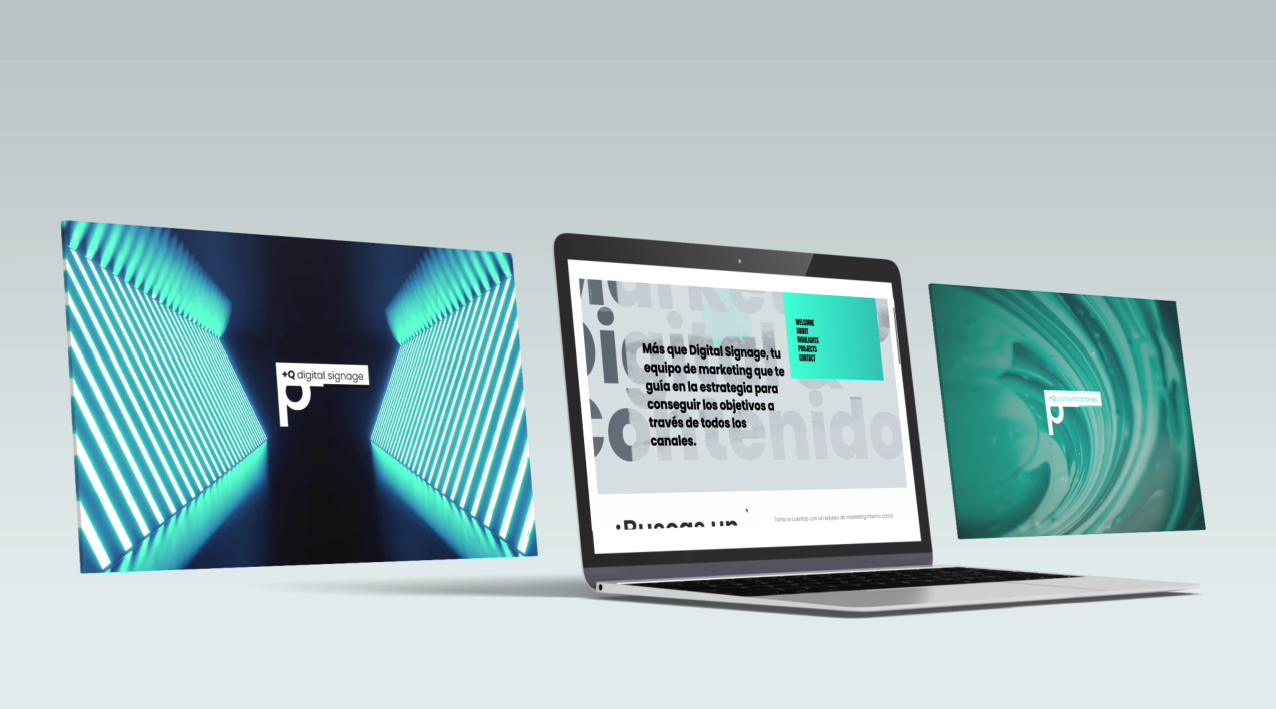 +Q digital signage
p
Marketing
Digital
Contenido
Más que Digital Signage, tu
equipo de marketing que te
guía en la estrategia para
conseguir los objetivos a
través de todos los
canales.
WELCOME
ABOUT
HIGHLIGHTS
PROJECTS
CONTACT
¿Buscas un
Tanto si cuentas con un equipo de marketing interno como
+Q comunicaciones
p